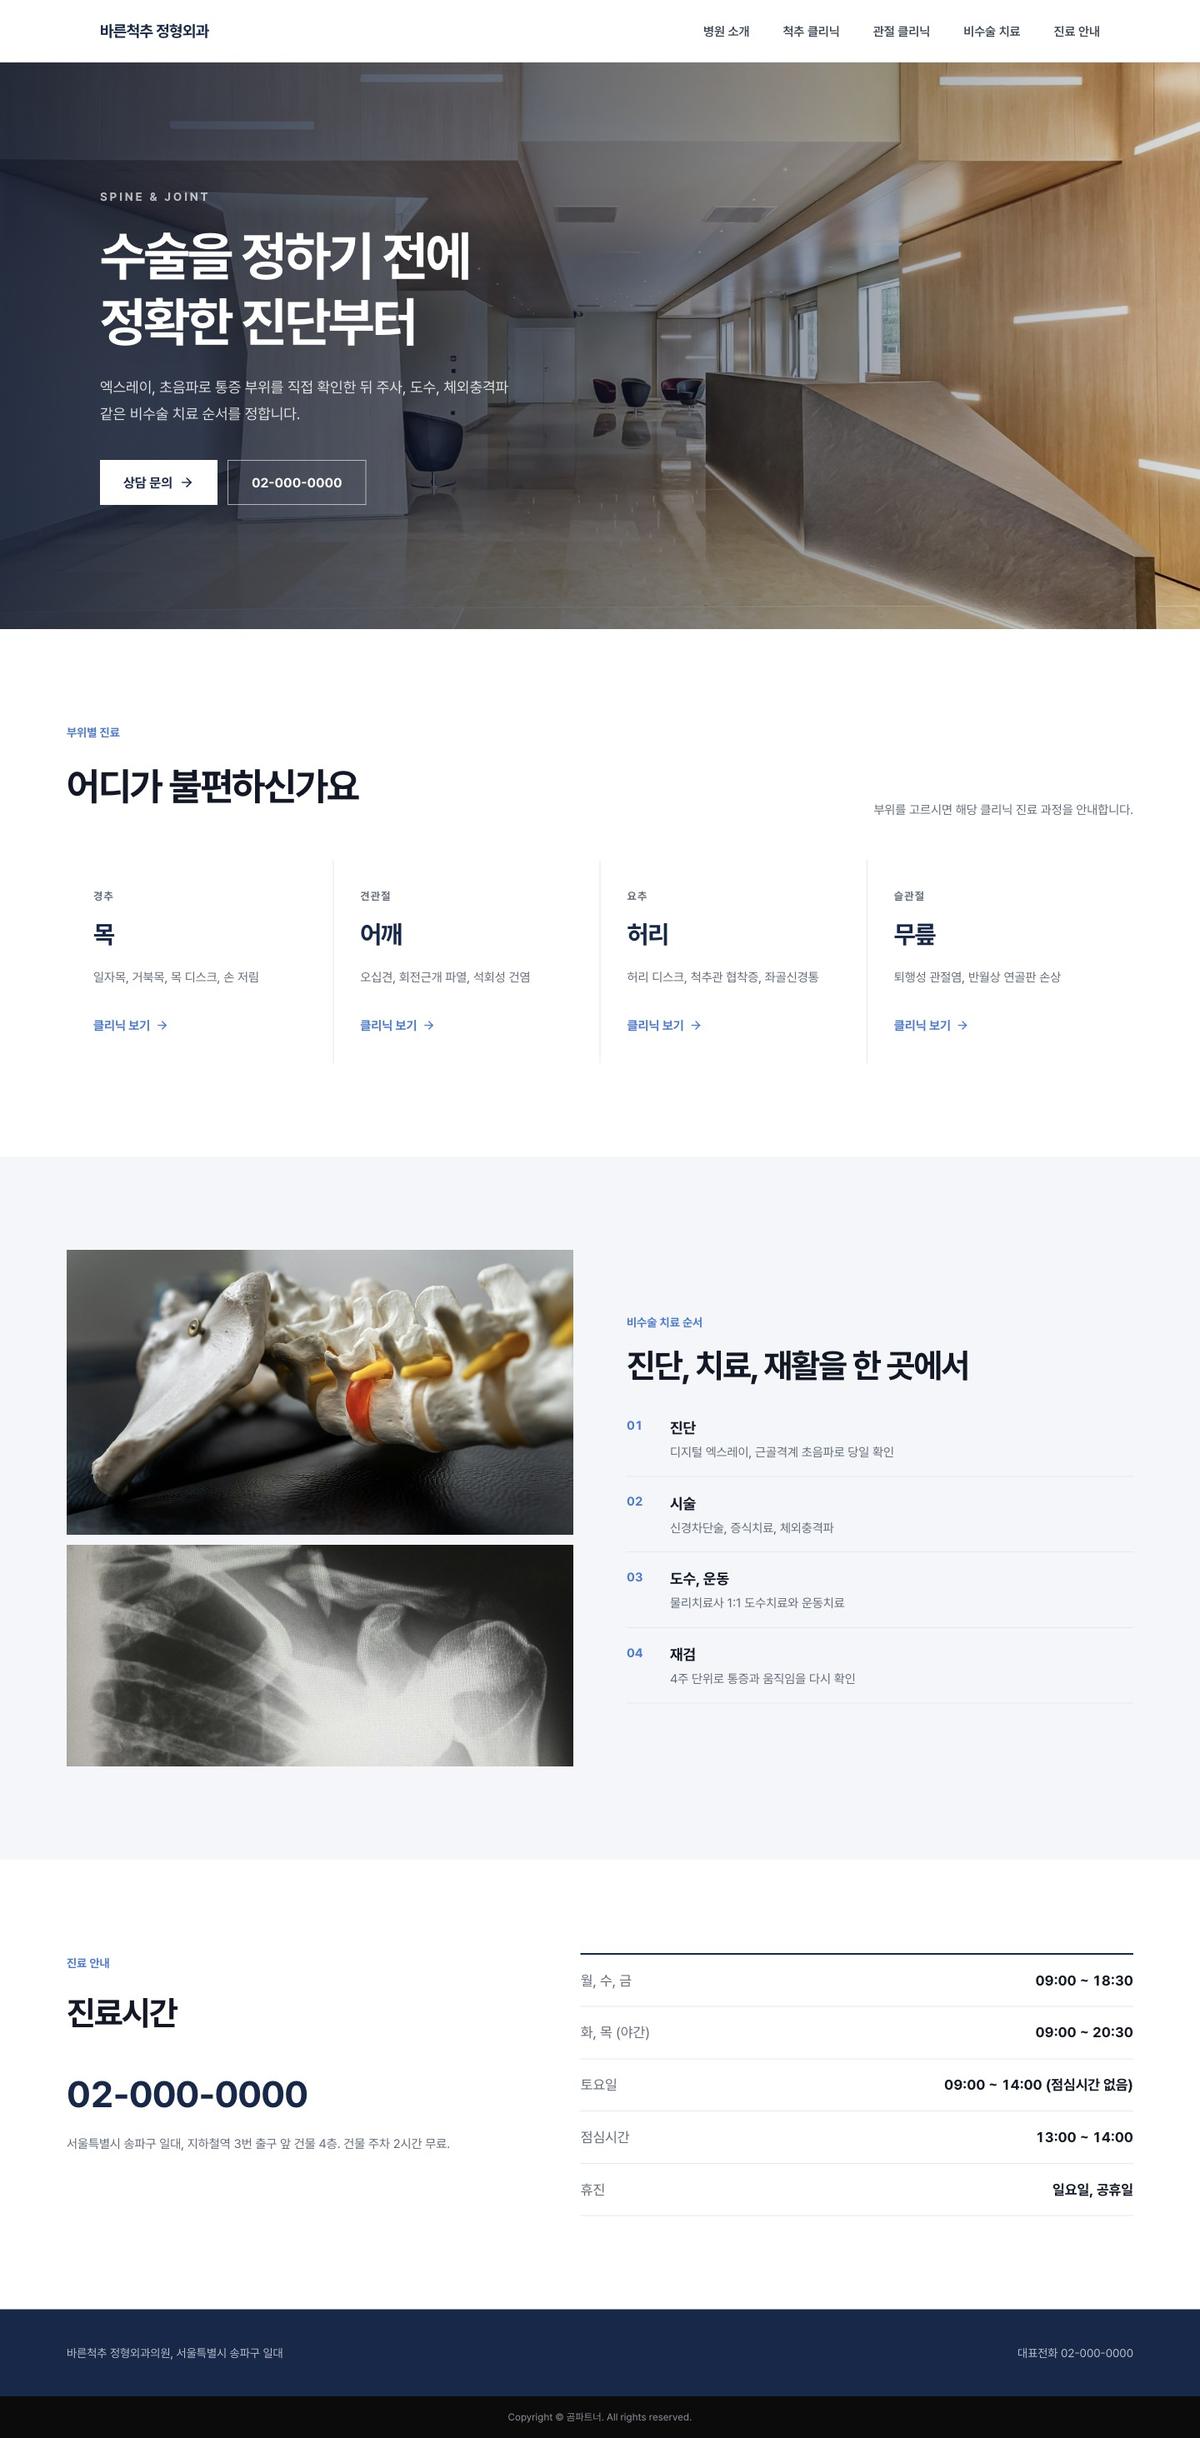 바른척추 정형외과
병원 소개
척추 클리닉
관절 클리닉
비수술 치료
진료 안내
SPINE & JOINT
수술을 정하기 전에
정확한 진단부터
엑스레이, 초음파로 통증 부위를 직접 확인한 뒤 주사, 도수, 체외충격파
같은 비수술 치료 순서를 정합니다.
상담 문의 →
02-000-0000
부위별 진료
어디가 불편하신가요
부위를 고르시면 해당 클리닉 진료 과정을 안내합니다.
경추
목
일자목, 거북목, 목 디스크, 손 저림
클리닉 보기 →
견관절
어깨
오십견, 회전근개 파열, 석회성 건염
클리닉 보기 →
요추
허리
허리 디스크, 척추관 협착증, 좌골신경통
클리닉 보기 →
슬관절
무릎
퇴행성 관절염, 반월상 연골판 손상
클리닉 보기 →
비수술 치료 순서
진단, 치료, 재활을 한 곳에서
01 진단
디지털 엑스레이, 근골격계 초음파로 당일 확인
02 시술
신경차단술, 증식치료, 체외충격파
03 도수, 운동
물리치료사 1:1 도수치료와 운동치료
04 재검
4주 단위로 통증과 움직임을 다시 확인
진료 안내
진료시간
02-000-0000
서울특별시 송파구 일대, 지하철역 3번 출구 앞 건물 4층. 건물 주차 2시간 무료.
월, 수, 금 09:00 ~ 18:30
화, 목 (야간) 09:00 ~ 20:30
토요일 09:00 ~ 14:00 (점심시간 없음)
점심시간 13:00 ~ 14:00
휴진 일요일, 공휴일
바른척추 정형외과의원, 서울특별시 송파구 일대
대표전화 02-000-0000
Copyright © 곰파트너. All rights reserved.